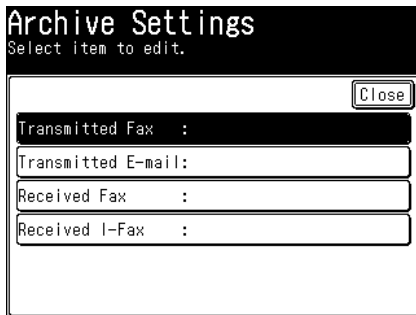 Archive Settings
Select item to edit.
Close
Transmitted Fax :
Transmitted E-mail:
Received Fax :
Received I-Fax :